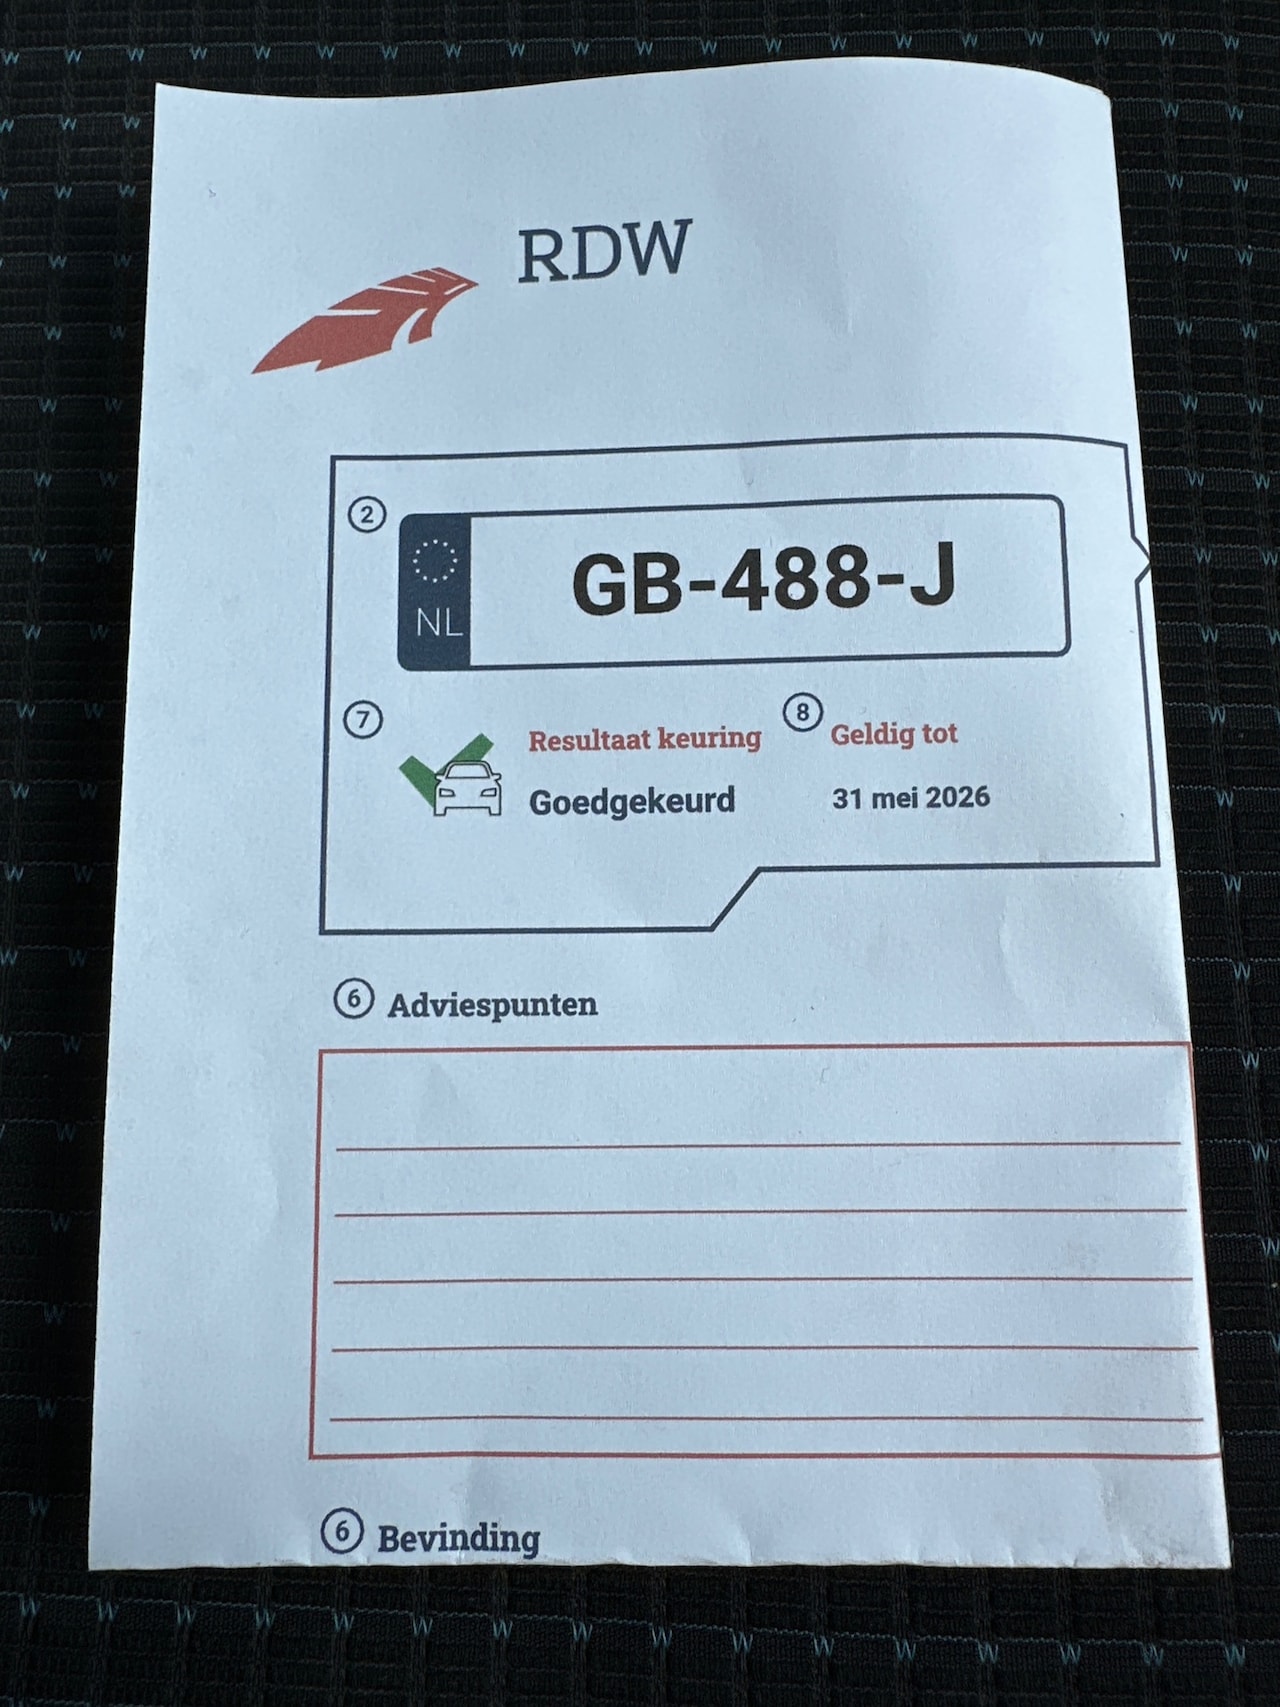 RDW
2
NL
GB-488-J
7
Resultaat keuring
Goedgekeurd
8
Geldig tot
31 mei 2026
6 Adviespunten
6 Bevinding